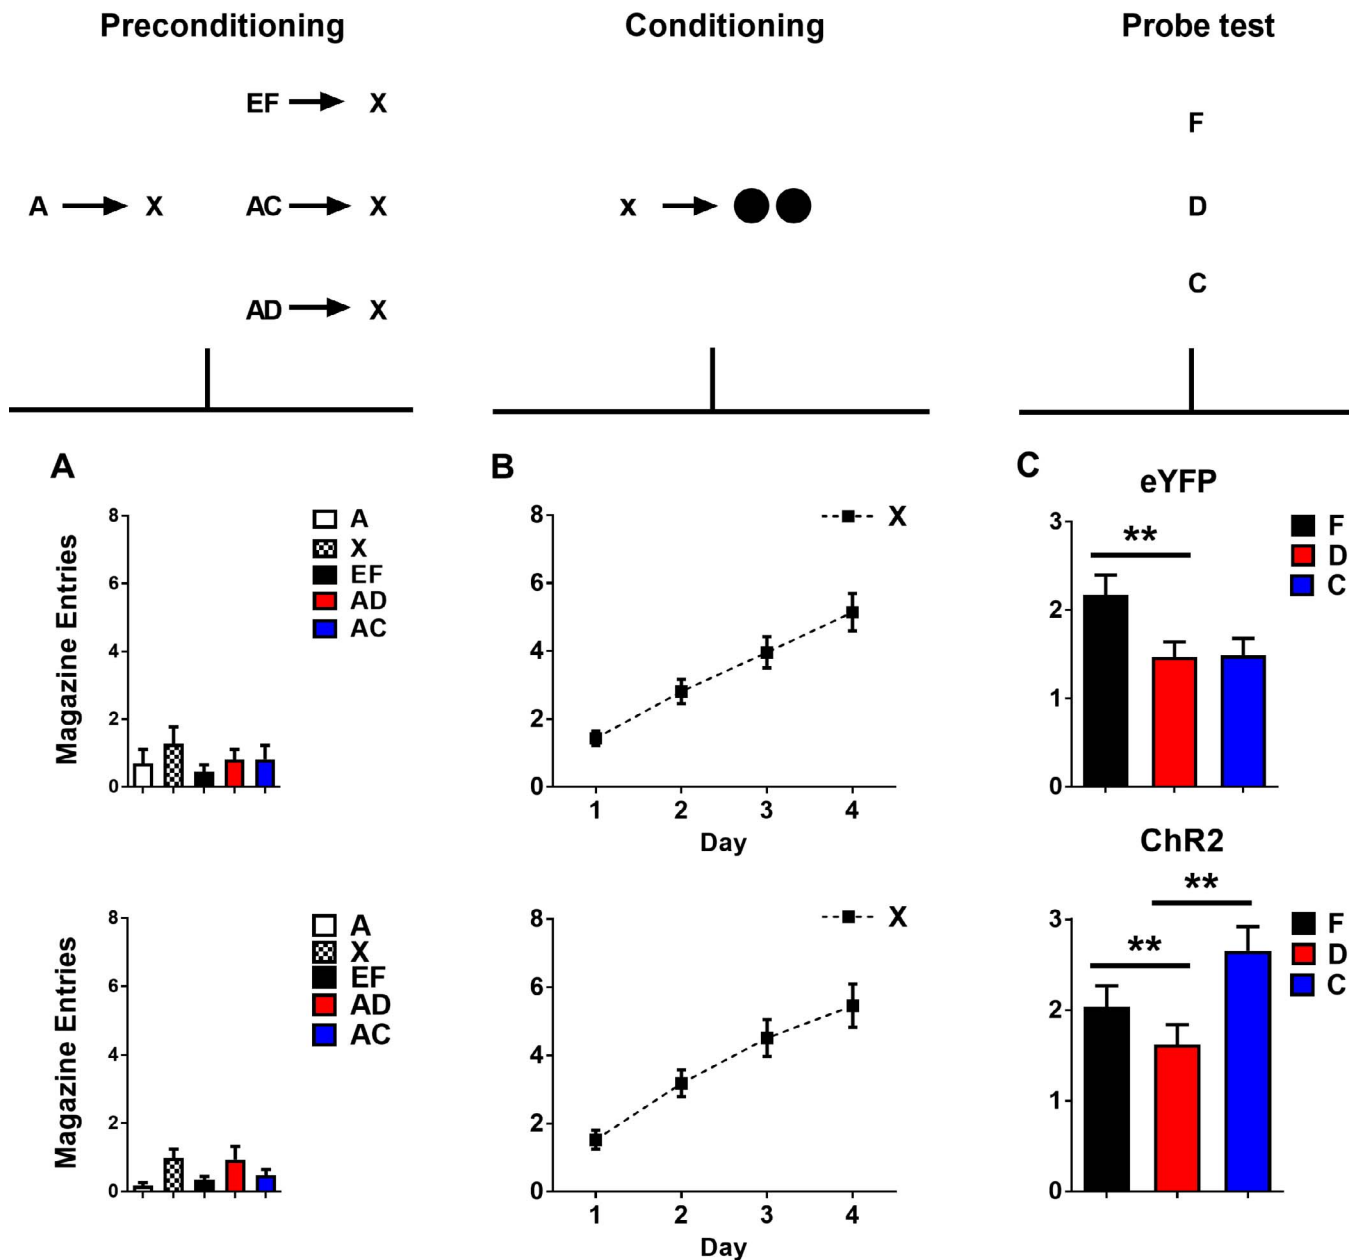 Preconditioning
Conditioning
Probe test
EF X
A X
AC X
AD X
x
F
D
C
A
8
6
4
2
0
Magazine Entries
A
X
EF
AD
AC
B
8
6
4
2
0
X
1 2 3 4
Day
C
eYFP
3
2
1
0
**
F
D
C
8
6
4
2
0
Magazine Entries
A
X
EF
AD
AC
8
6
4
2
0
X
1 2 3 4
Day
ChR2
3
2
1
0
**
**
F
D
C